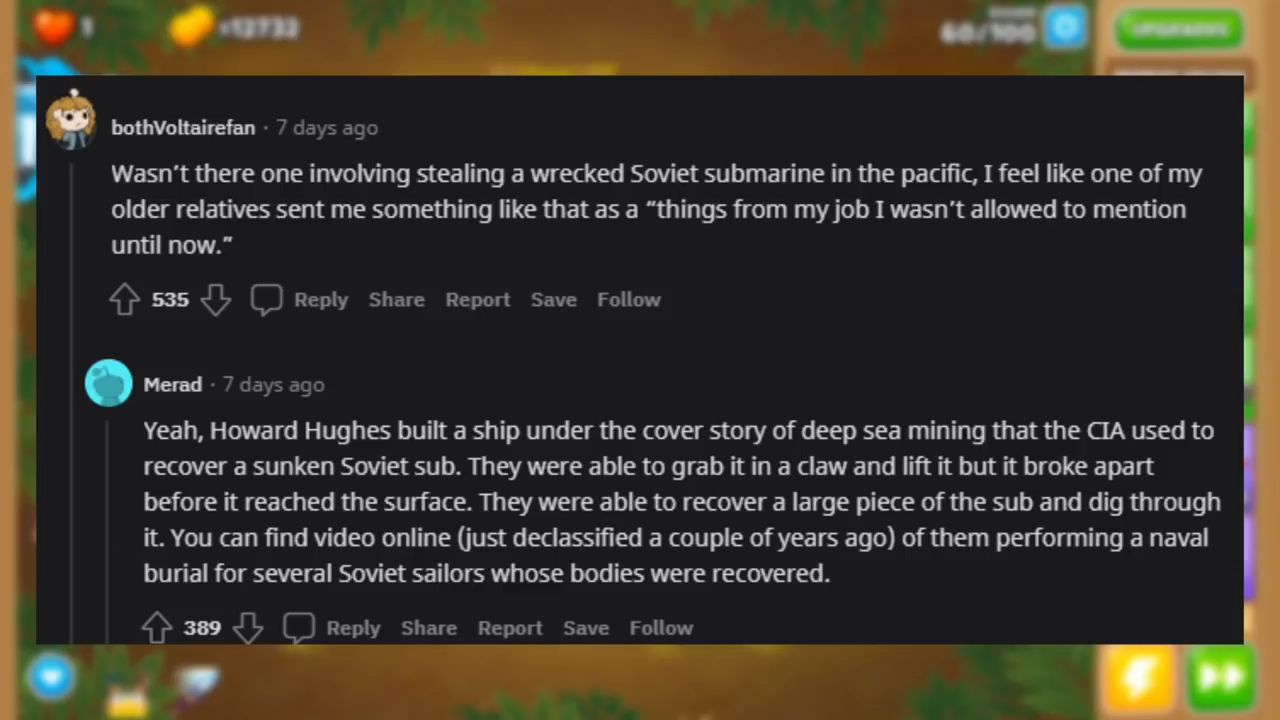 1
12732
60/100
UPGRADES
bothVoltairefan · 7 days ago
Wasn’t there one involving stealing a wrecked Soviet submarine in the pacific, I feel like one of my
older relatives sent me something like that as a “things from my job I wasn’t allowed to mention
until now.”
535 Reply Share Report Save Follow
Merad · 7 days ago
Yeah, Howard Hughes built a ship under the cover story of deep sea mining that the CIA used to
recover a sunken Soviet sub. They were able to grab it in a claw and lift it but it broke apart
before it reached the surface. They were able to recover a large piece of the sub and dig through
it. You can find video online (just declassified a couple of years ago) of them performing a naval
burial for several Soviet sailors whose bodies were recovered.
389 Reply Share Report Save Follow